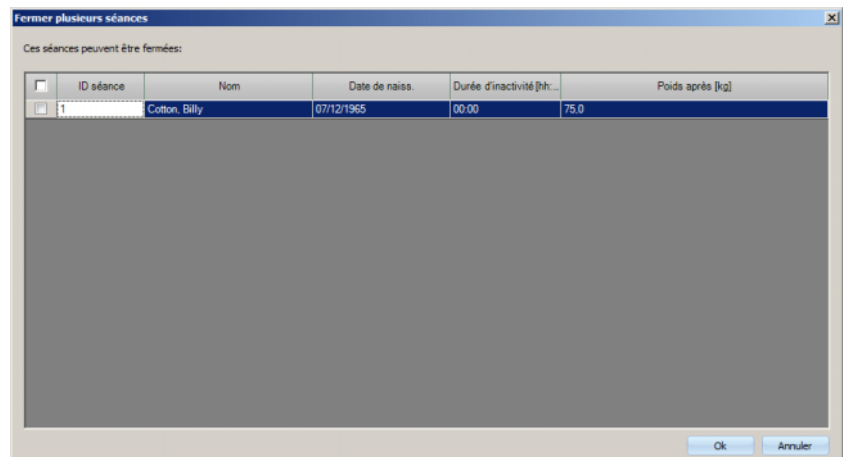 Fermer plusieurs séances
Ces séances peuvent être fermées:
ID séance Nom Date de naiss. Durée d'inactivité [hh:... Poids après [kg]
1 Cotton, Billy 07/12/1965 00:00 75,0
Ok Annuler